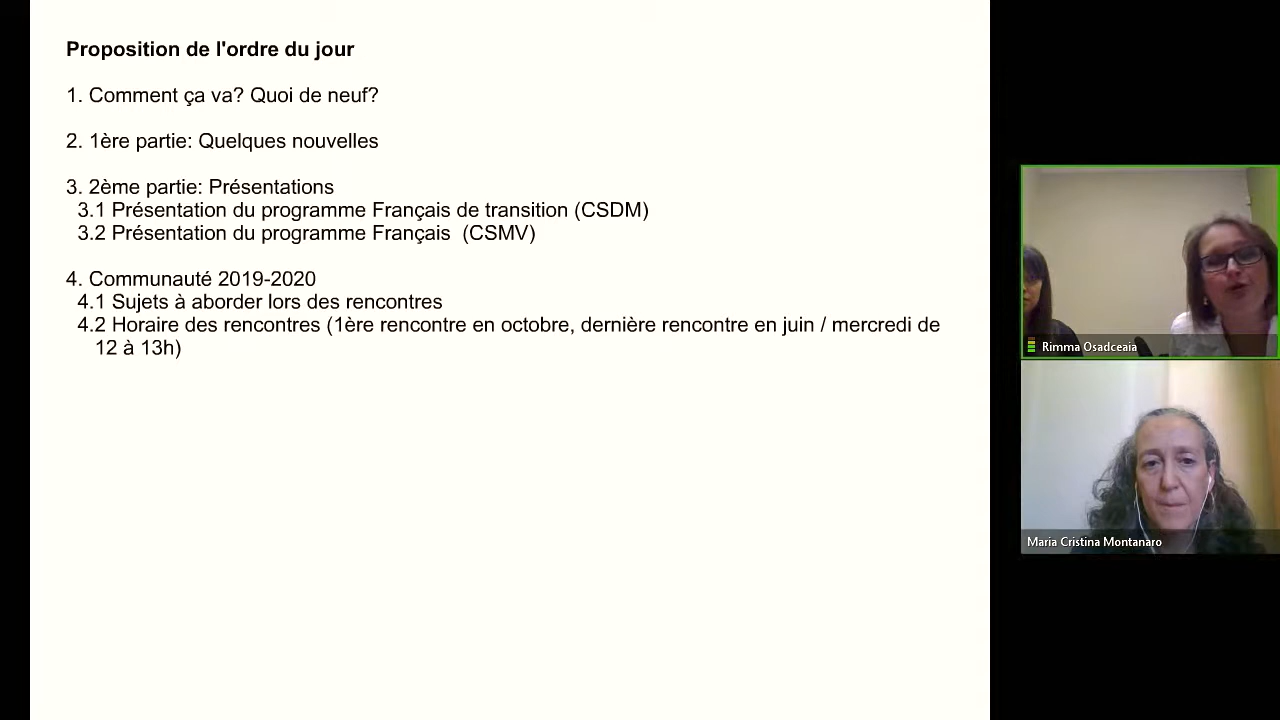 Proposition de l'ordre du jour
1. Comment ça va? Quoi de neuf?
2. 1ère partie: Quelques nouvelles
3. 2ème partie: Présentations
3.1 Présentation du programme Français de transition (CSDM)
3.2 Présentation du programme Français (CSMV)
4. Communauté 2019-2020
4.1 Sujets à aborder lors des rencontres
4.2 Horaire des rencontres (1ère rencontre en octobre, dernière rencontre en juin / mercredi de
12 à 13h)
Rimma Osadceaia
Maria Cristina Montanaro